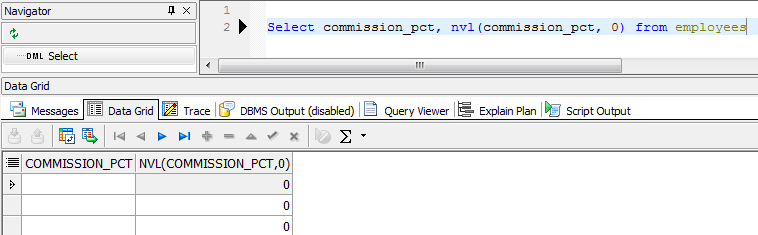 Navigator
1
2 Select commission_pct, nvl(commission_pct, 0) from employees
DML Select
Data Grid
Messages Data Grid Trace DBMS Output (disabled) Query Viewer Explain Plan Script Output
COMMISSION_PCT NVL(COMMISSION_PCT,0)
0
0
0